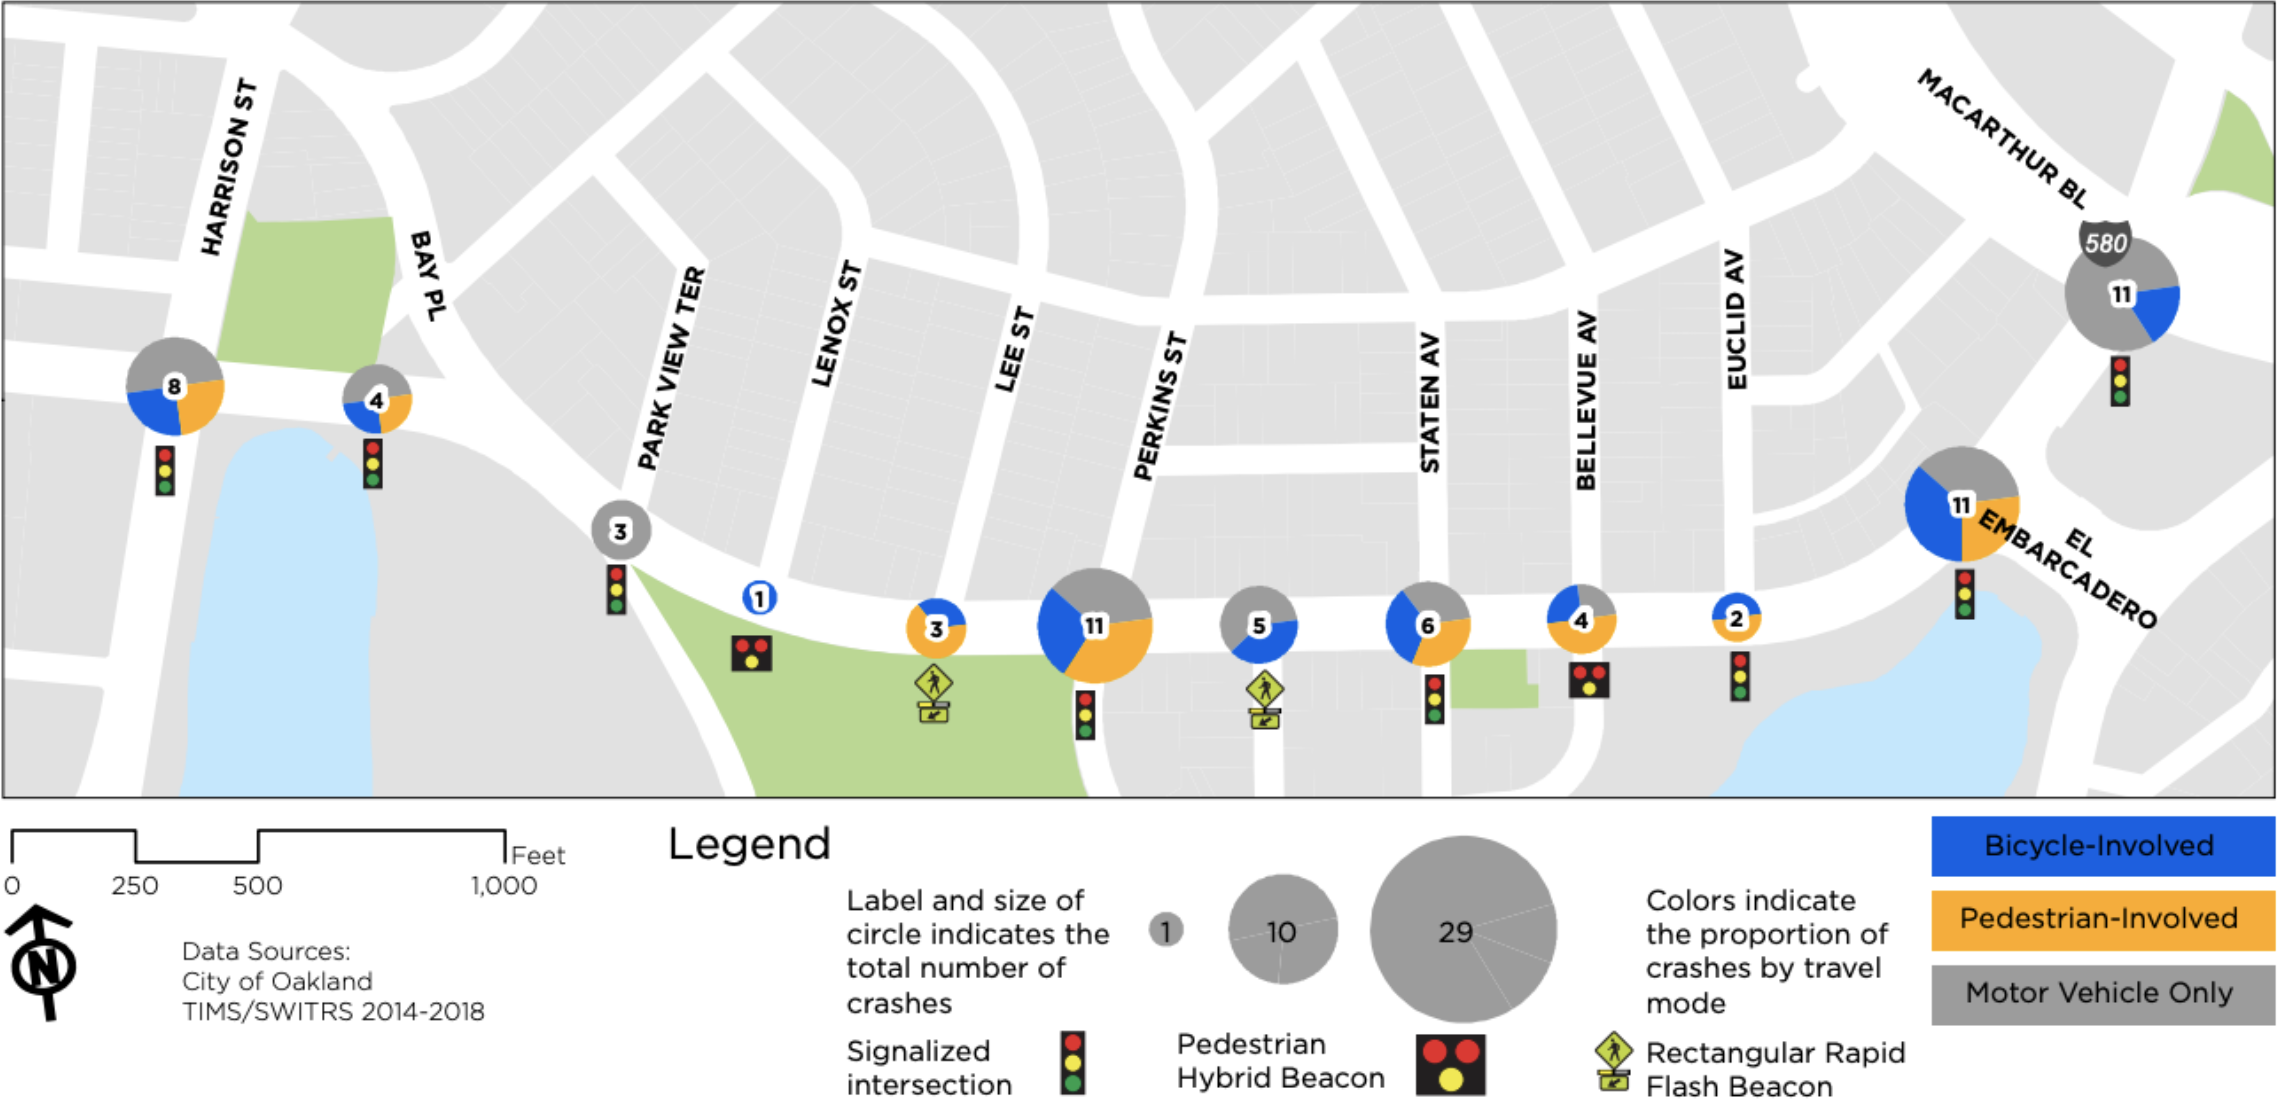 HARRISON ST
BAY PL
PARK VIEW TER
LENOX ST
LEE ST
PERKINS ST
STATEN AV
BELLEVUE AV
EUCLID AV
MACARTHUR BL
580
11
8
4
3
1
3
11
5
6
4
2
11
EL
EMBARCADERO
Feet
0 250 500 1,000
N
Data Sources:
City of Oakland
TIMS/SWITRS 2014-2018
Legend
Label and size of
circle indicates the
total number of
crashes
1
10
29
Colors indicate
the proportion of
crashes by travel
mode
Bicycle-Involved
Pedestrian-Involved
Motor Vehicle Only
Signalized
intersection
Pedestrian
Hybrid Beacon
Rectangular Rapid
Flash Beacon